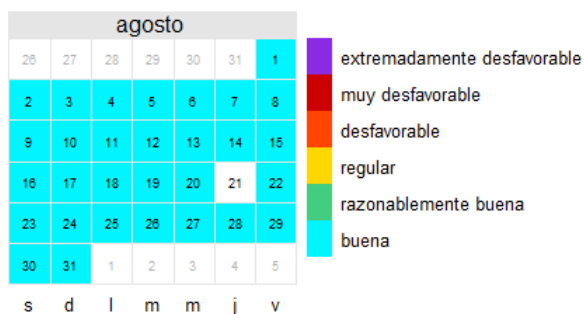 agosto
26 27 28 29 30 31 1
2 3 4 5 6 7 8
9 10 11 12 13 14 15
16 17 18 19 20 21 22
23 24 25 26 27 28 29
30 31 1 2 3 4 5
s d l m m j v
extremadamente desfavorable
muy desfavorable
desfavorable
regular
razonablemente buena
buena